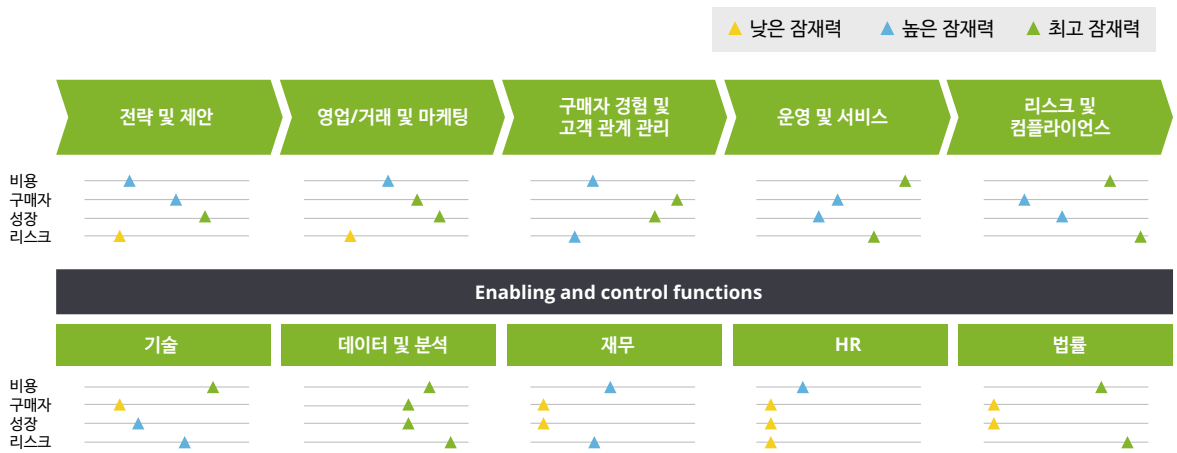 낮은 잠재력
높은 잠재력
최고 잠재력
전략 및 제안
영업/거래 및 마케팅
구매자 경험 및
고객 관계 관리
운영 및 서비스
리스크 및
컴플라이언스
비용
구매자
성장
리스크
Enabling and control functions
기술
데이터 및 분석
재무
HR
법률
비용
구매자
성장
리스크